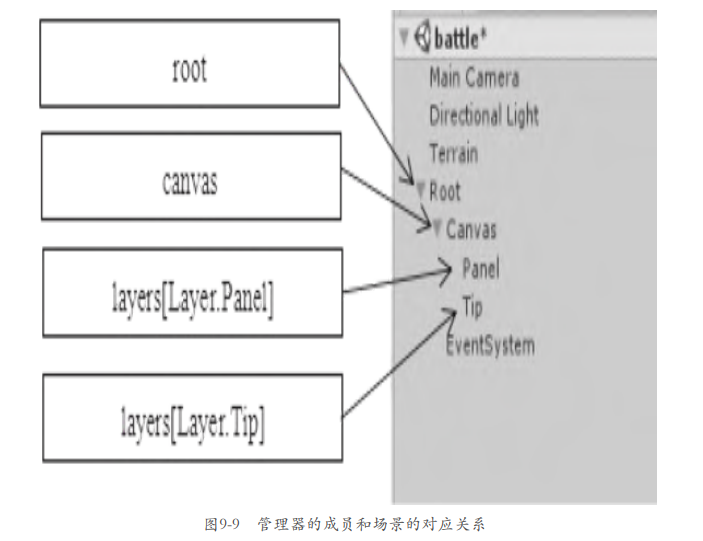 root
canvas
layers[Layer.Panel]
layers[Layer.Tip]
battle*
Main Camera
Directional Light
Terrain
Root
Canvas
Panel
Tip
EventSystem
图9-9 管理器的成员和场景的对应关系